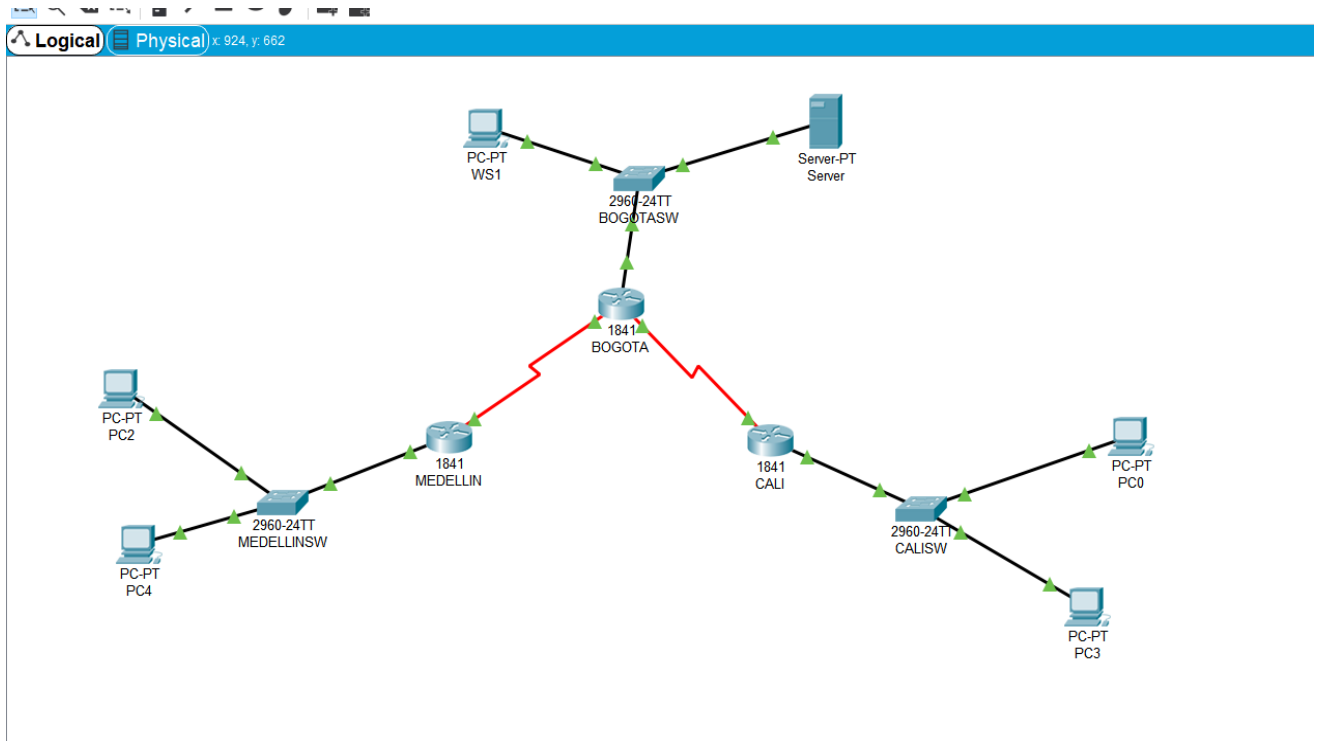 Logical Physical x: 924, y: 662
PC-PT
WS1
Server-PT
Server
2960-24TT
BOGOTASW
1841
BOGOTA
PC-PT
PC2
1841
MEDELLIN
2960-24TT
MEDELLINSW
PC-PT
PC4
1841
CALI
PC-PT
PC0
2960-24TT
CALISW
PC-PT
PC3